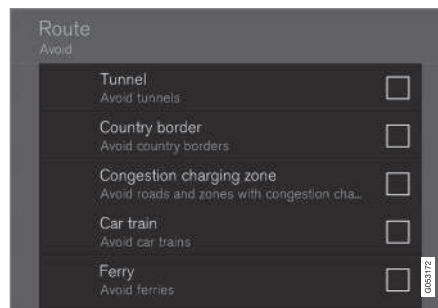 Route
Avoid
Tunnel
Avoid tunnels
Country border
Avoid country borders
Congestion charging zone
Avoid roads and zones with congestion cha...
Car train
Avoid car trains
Ferry
Avoid ferries
G053172